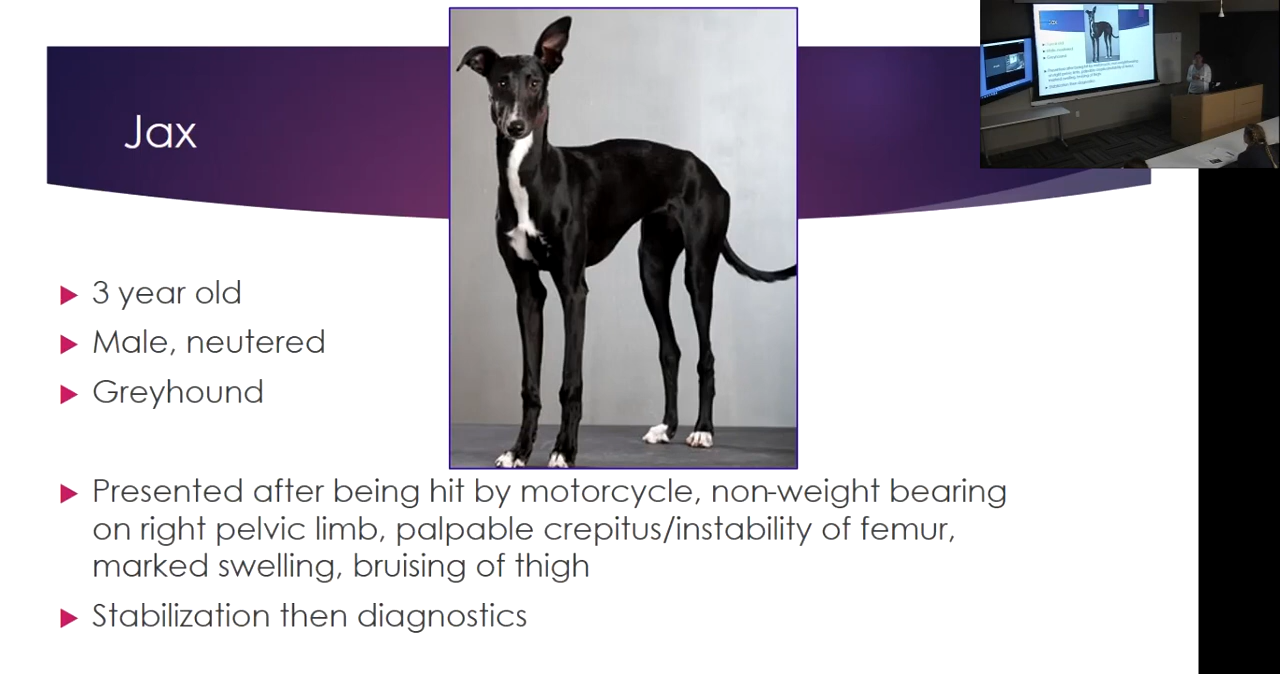 Jax
3 year old
Male, neutered
Greyhound
Presented after being hit by motorcycle, non-weight bearing
on right pelvic limb, palpable crepitus/instability of femur,
marked swelling, bruising of thigh
Stabilization then diagnostics